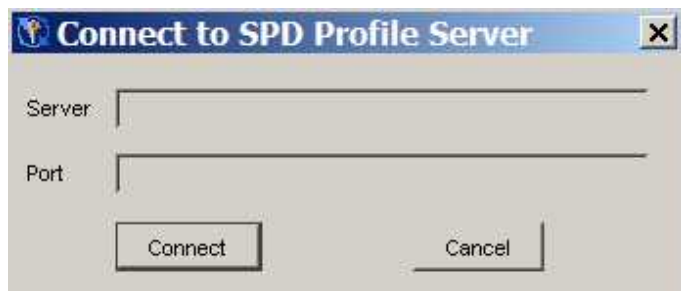 Connect to SPD Profile Server
Server
Port
Connect Cancel